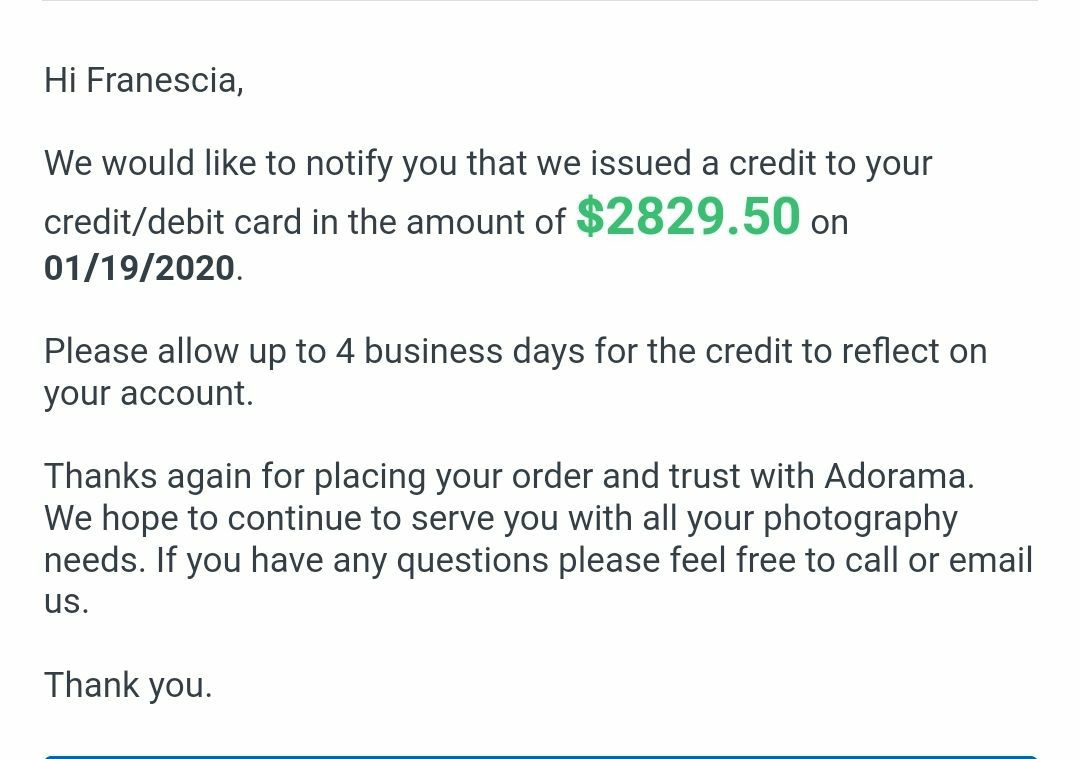 Hi Franescia,
We would like to notify you that we issued a credit to your
credit/debit card in the amount of $2829.50 on
01/19/2020.
Please allow up to 4 business days for the credit to reflect on
your account.
Thanks again for placing your order and trust with Adorama.
We hope to continue to serve you with all your photography
needs. If you have any questions please feel free to call or email
us.
Thank you.